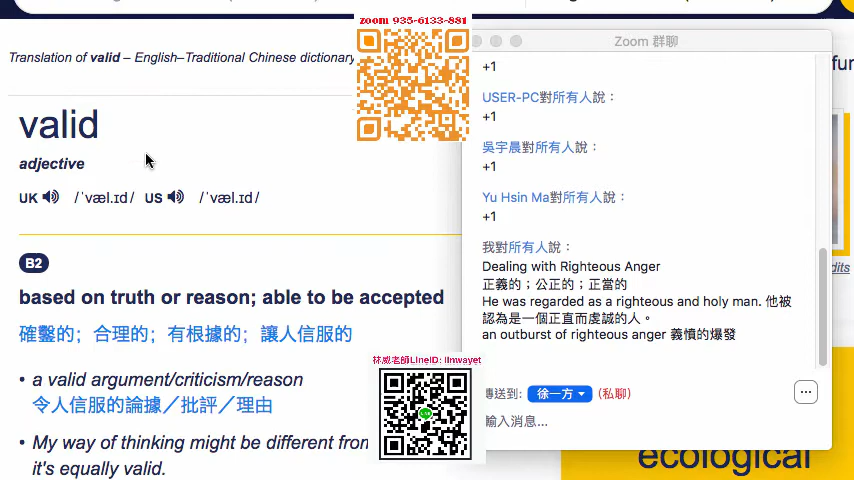 zoom 935-6133-881
Translation of valid – English–Traditional Chinese dictionary
valid
adjective
UK /ˈvæl.ɪd/ US /ˈvæl.ɪd/
B2
based on truth or reason; able to be accepted
確鑿的；合理的；有根據的；讓人信服的
• a valid argument/criticism/reason
令人信服的論據／批評／理由
• My way of thinking might be different from
it's equally valid.
林威老師LineID: linwayet
Zoom 群聊
+1
USER-PC對所有人說：
+1
吳宇晨對所有人說：
+1
Yu Hsin Ma對所有人說：
+1
我對所有人說：
Dealing with Righteous Anger
正義的；公正的；正當的
He was regarded as a righteous and holy man. 他被
認為是一個正直而虔誠的人。
an outburst of righteous anger 義憤的爆發
傳送到: 徐一方 (私聊)
...
輸入消息...
fur
dits
ecological